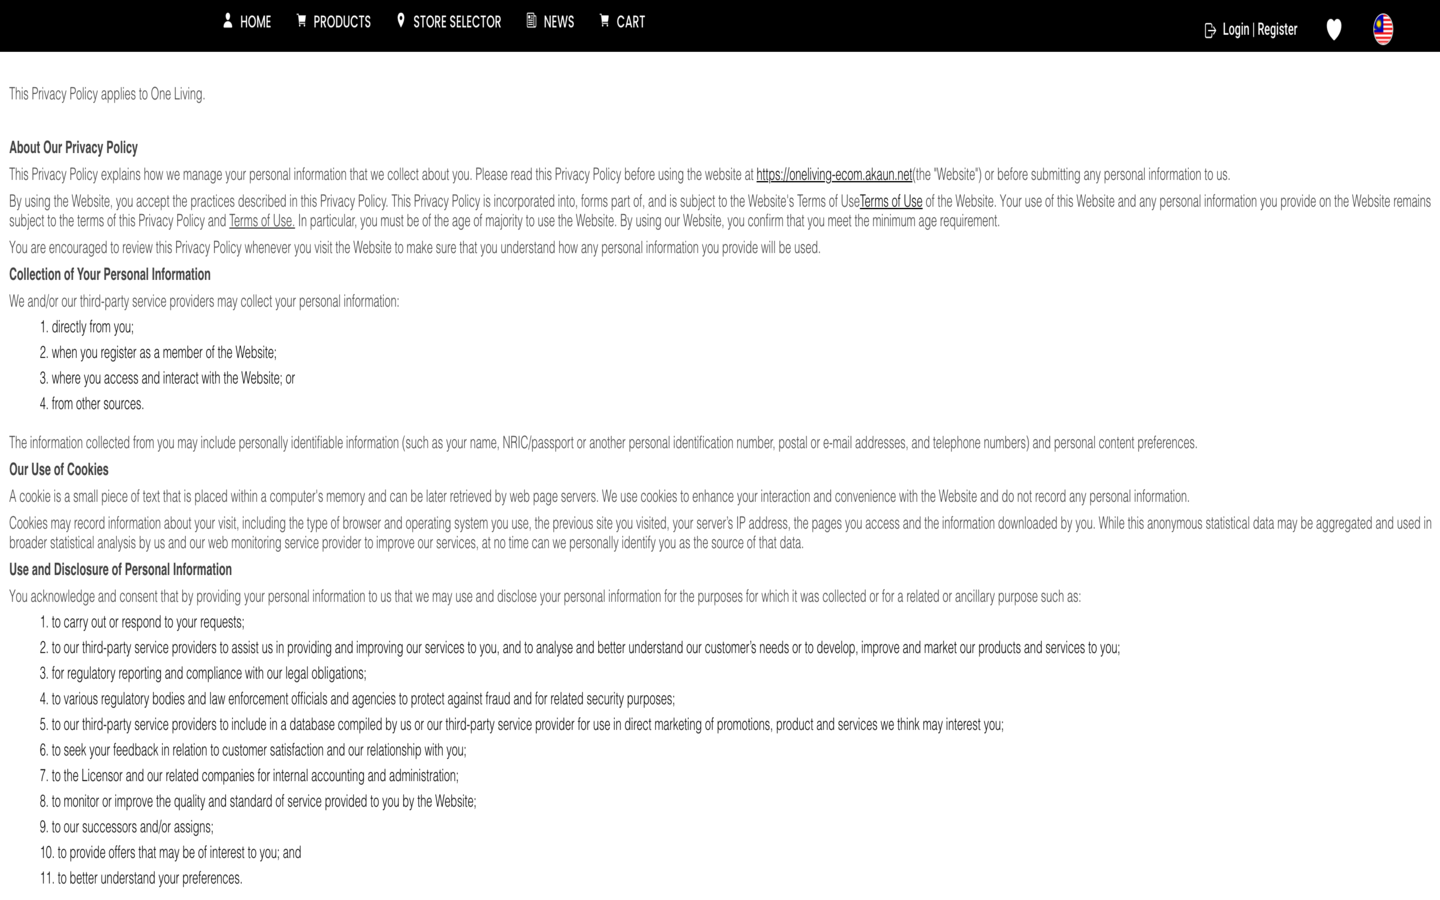 HOME PRODUCTS STORE SELECTOR NEWS CART
Login | Register
This Privacy Policy applies to One Living.
About Our Privacy Policy
This Privacy Policy explains how we manage your personal information that we collect about you. Please read this Privacy Policy before using the website at https://oneliving-ecom.akaun.net(the "Website") or before submitting any personal information to us.
By using the Website, you accept the practices described in this Privacy Policy. This Privacy Policy is incorporated into, forms part of, and is subject to the Website's Terms of UseTerms of Use of the Website. Your use of this Website and any personal information you provide on the Website remains
subject to the terms of this Privacy Policy and Terms of Use. In particular, you must be of the age of majority to use the Website. By using our Website, you confirm that you meet the minimum age requirement.
You are encouraged to review this Privacy Policy whenever you visit the Website to make sure that you understand how any personal information you provide will be used.
Collection of Your Personal Information
We and/or our third-party service providers may collect your personal information:
1. directly from you;
2. when you register as a member of the Website;
3. where you access and interact with the Website; or
4. from other sources.
The information collected from you may include personally identifiable information (such as your name, NRIC/passport or another personal identification number, postal or e-mail addresses, and telephone numbers) and personal content preferences.
Our Use of Cookies
A cookie is a small piece of text that is placed within a computer's memory and can be later retrieved by web page servers. We use cookies to enhance your interaction and convenience with the Website and do not record any personal information.
Cookies may record information about your visit, including the type of browser and operating system you use, the previous site you visited, your server's IP address, the pages you access and the information downloaded by you. While this anonymous statistical data may be aggregated and used in
broader statistical analysis by us and our web monitoring service provider to improve our services, at no time can we personally identify you as the source of that data.
Use and Disclosure of Personal Information
You acknowledge and consent that by providing your personal information to us that we may use and disclose your personal information for the purposes for which it was collected or for a related or ancillary purpose such as:
1. to carry out or respond to your requests;
2. to our third-party service providers to assist us in providing and improving our services to you, and to analyse and better understand our customer's needs or to develop, improve and market our products and services to you;
3. for regulatory reporting and compliance with our legal obligations;
4. to various regulatory bodies and law enforcement officials and agencies to protect against fraud and for related security purposes;
5. to our third-party service providers to include in a database compiled by us or our third-party service provider for use in direct marketing of promotions, product and services we think may interest you;
6. to seek your feedback in relation to customer satisfaction and our relationship with you;
7. to the Licensor and our related companies for internal accounting and administration;
8. to monitor or improve the quality and standard of service provided to you by the Website;
9. to our successors and/or assigns;
10. to provide offers that may be of interest to you; and
11. to better understand your preferences.